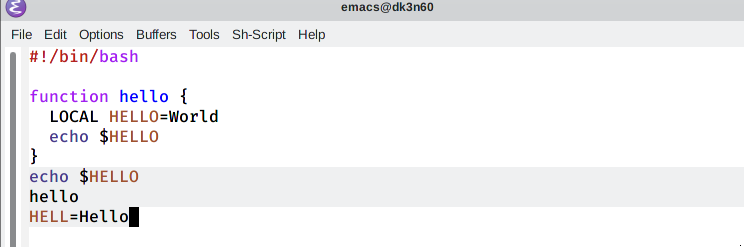 emacs@dk3n60
File Edit Options Buffers Tools Sh-Script Help
#!/bin/bash
function hello {
  LOCAL HELLO=World
  echo $HELLO
}
echo $HELLO
hello
HELL=Hello